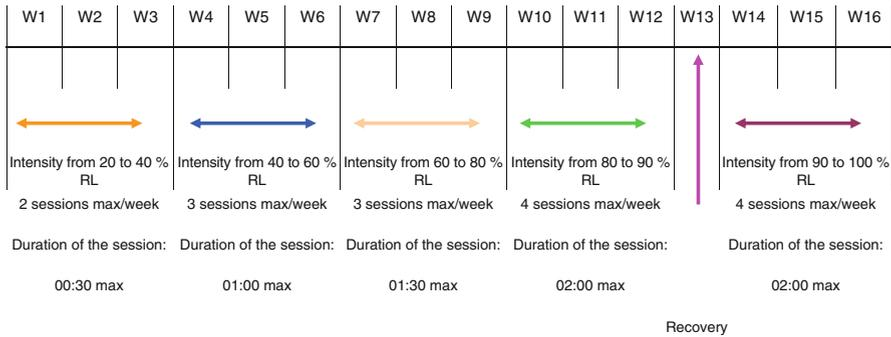 W1 W2 W3 W4 W5 W6 W7 W8 W9 W10 W11 W12 W13 W14 W15 W16
Intensity from 20 to 40 % Intensity from 40 to 60 % Intensity from 60 to 80 % Intensity from 80 to 90 % Intensity from 90 to 100 %
RL RL RL RL RL
2 sessions max/week 3 sessions max/week 3 sessions max/week 4 sessions max/week 4 sessions max/week
Duration of the session: Duration of the session: Duration of the session: Duration of the session: Duration of the session:
00:30 max 01:00 max 01:30 max 02:00 max 02:00 max
Recovery